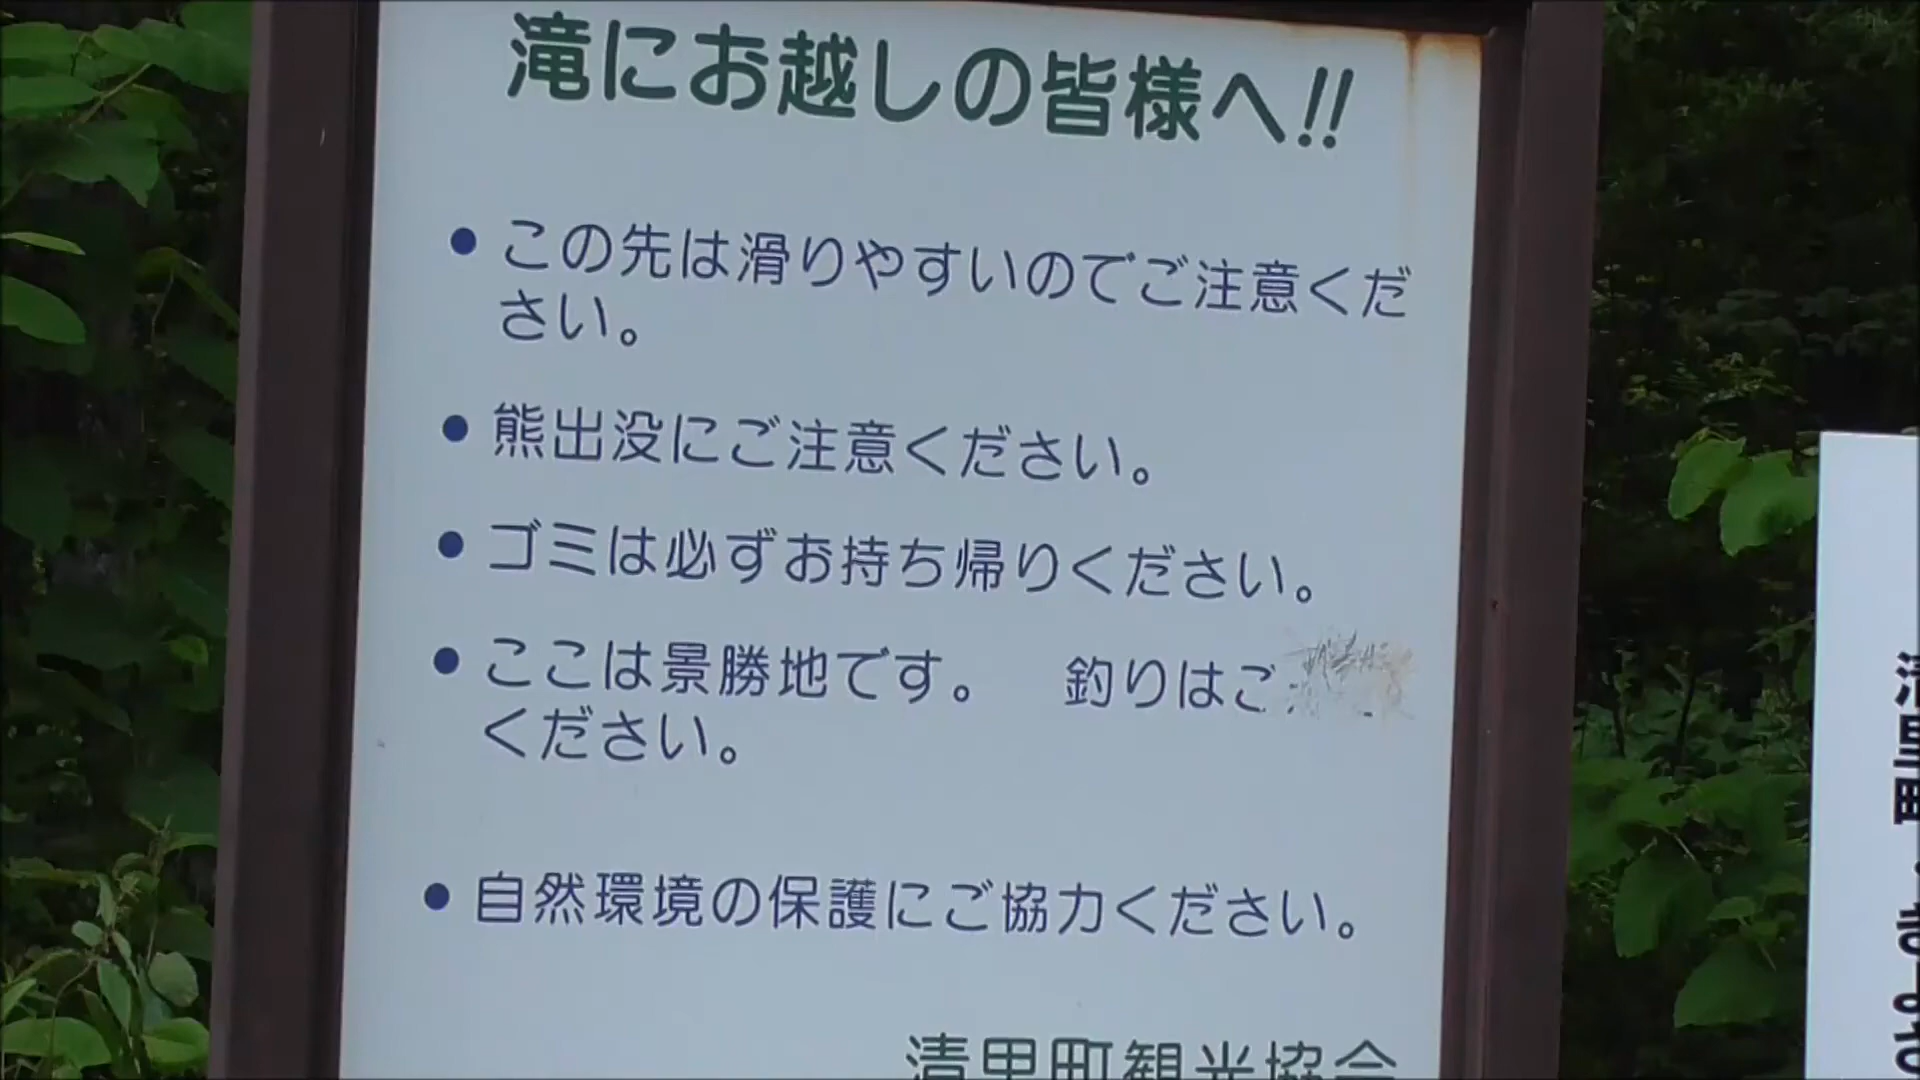 滝にお越しの皆様へ!!
●この先は滑りやすいのでご注意くだ
さい。
●熊出没にご注意ください。
●ゴミは必ずお持ち帰りください。
●ここは景勝地です。　釣りはご
ください。
●自然環境の保護にご協力ください。
清里町観光協会
清里町